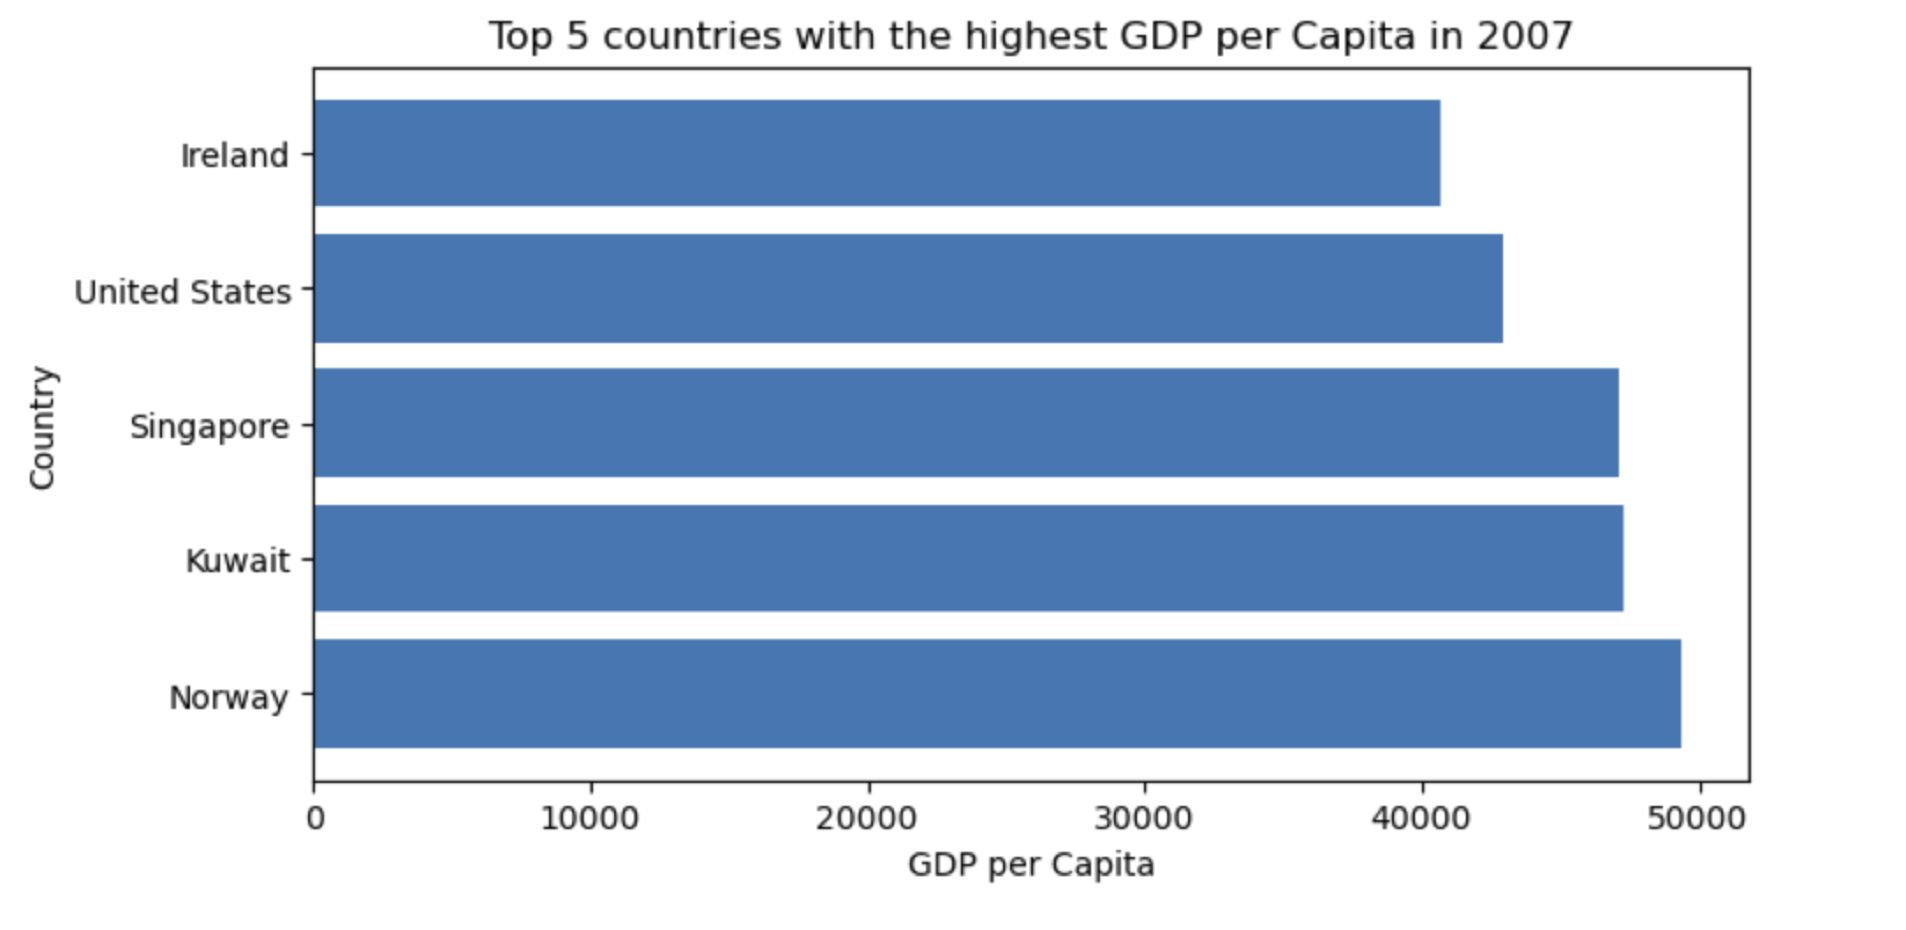 Top 5 countries with the highest GDP per Capita in 2007
Ireland
United States
Singapore
Kuwait
Norway
Country
0 10000 20000 30000 40000 50000
GDP per Capita